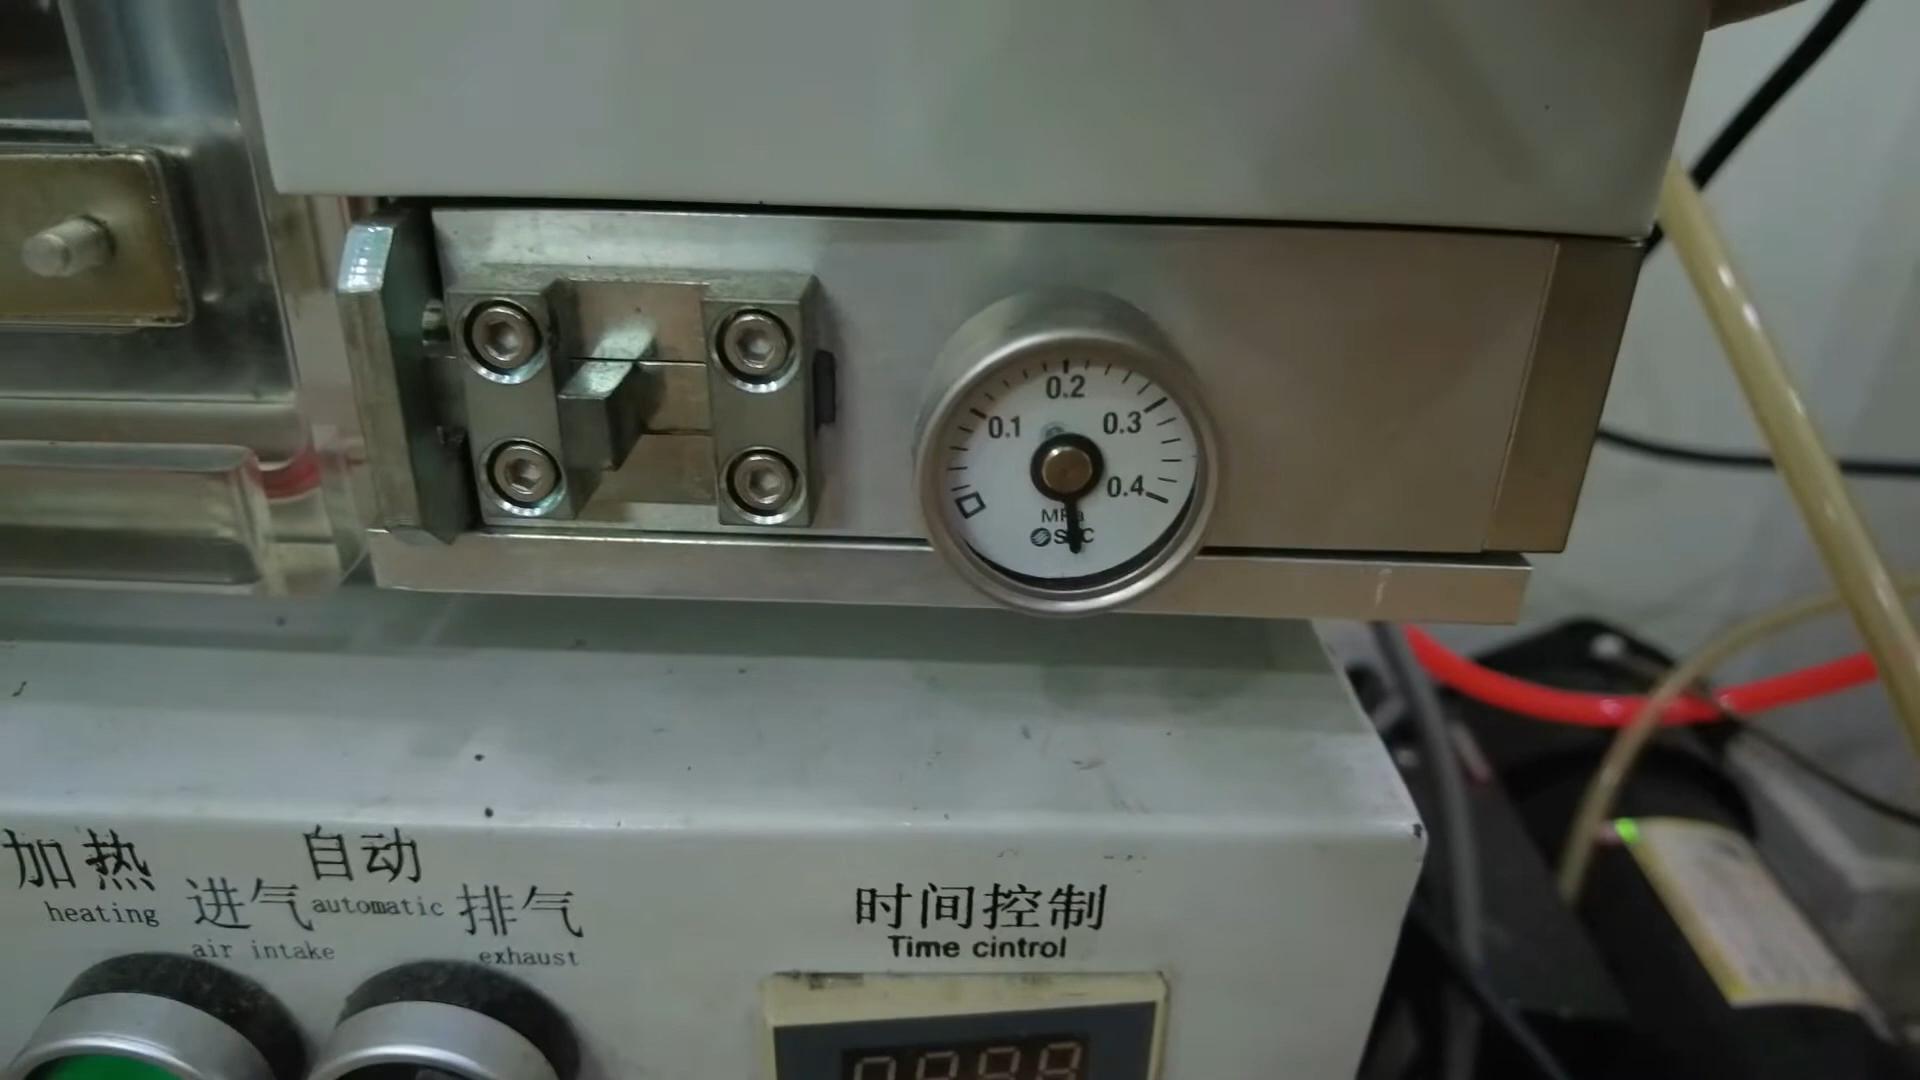 0.2
0.1
0.3
0.4
加热
heating
进气
air intake
自动
automatic
排气
exhaust
时间控制
Time cintrol